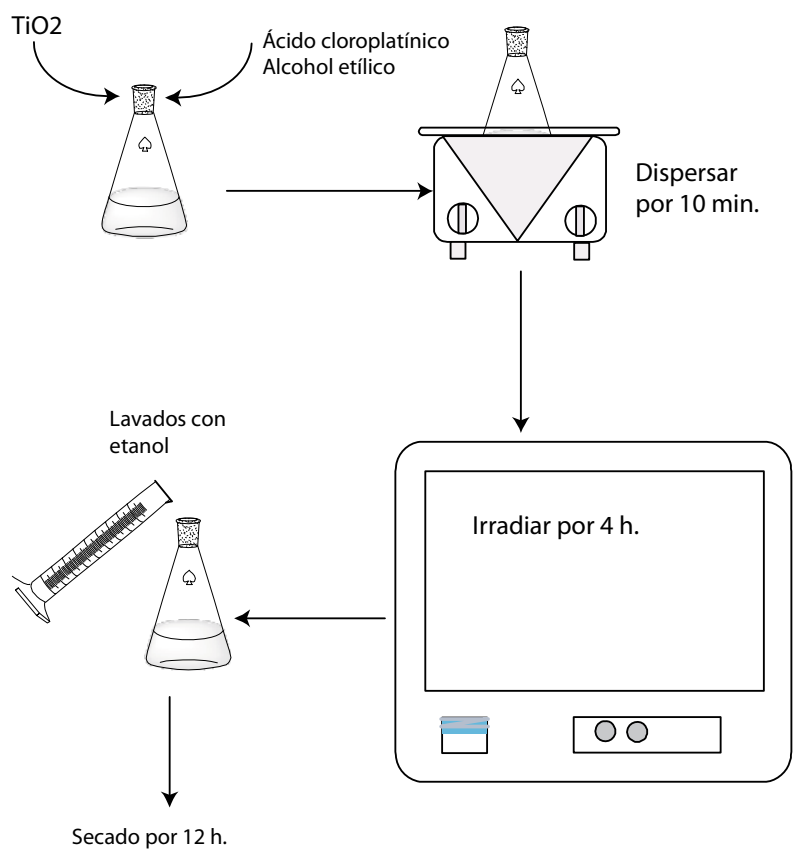 TiO2
Ácido cloroplatínico
Alcohol etílico
Dispersar
por 10 min.
Irradiar por 4 h.
Lavados con
etanol
Secado por 12 h.